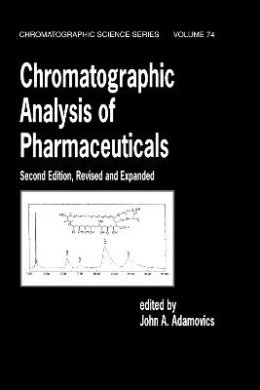 CHROMATOGRAPHIC SCIENCE SERIES VOLUME 74
Chromatographic
Analysis of
Pharmaceuticals
Second Edition, Revised and Expanded
edited by
John A. Adamovics